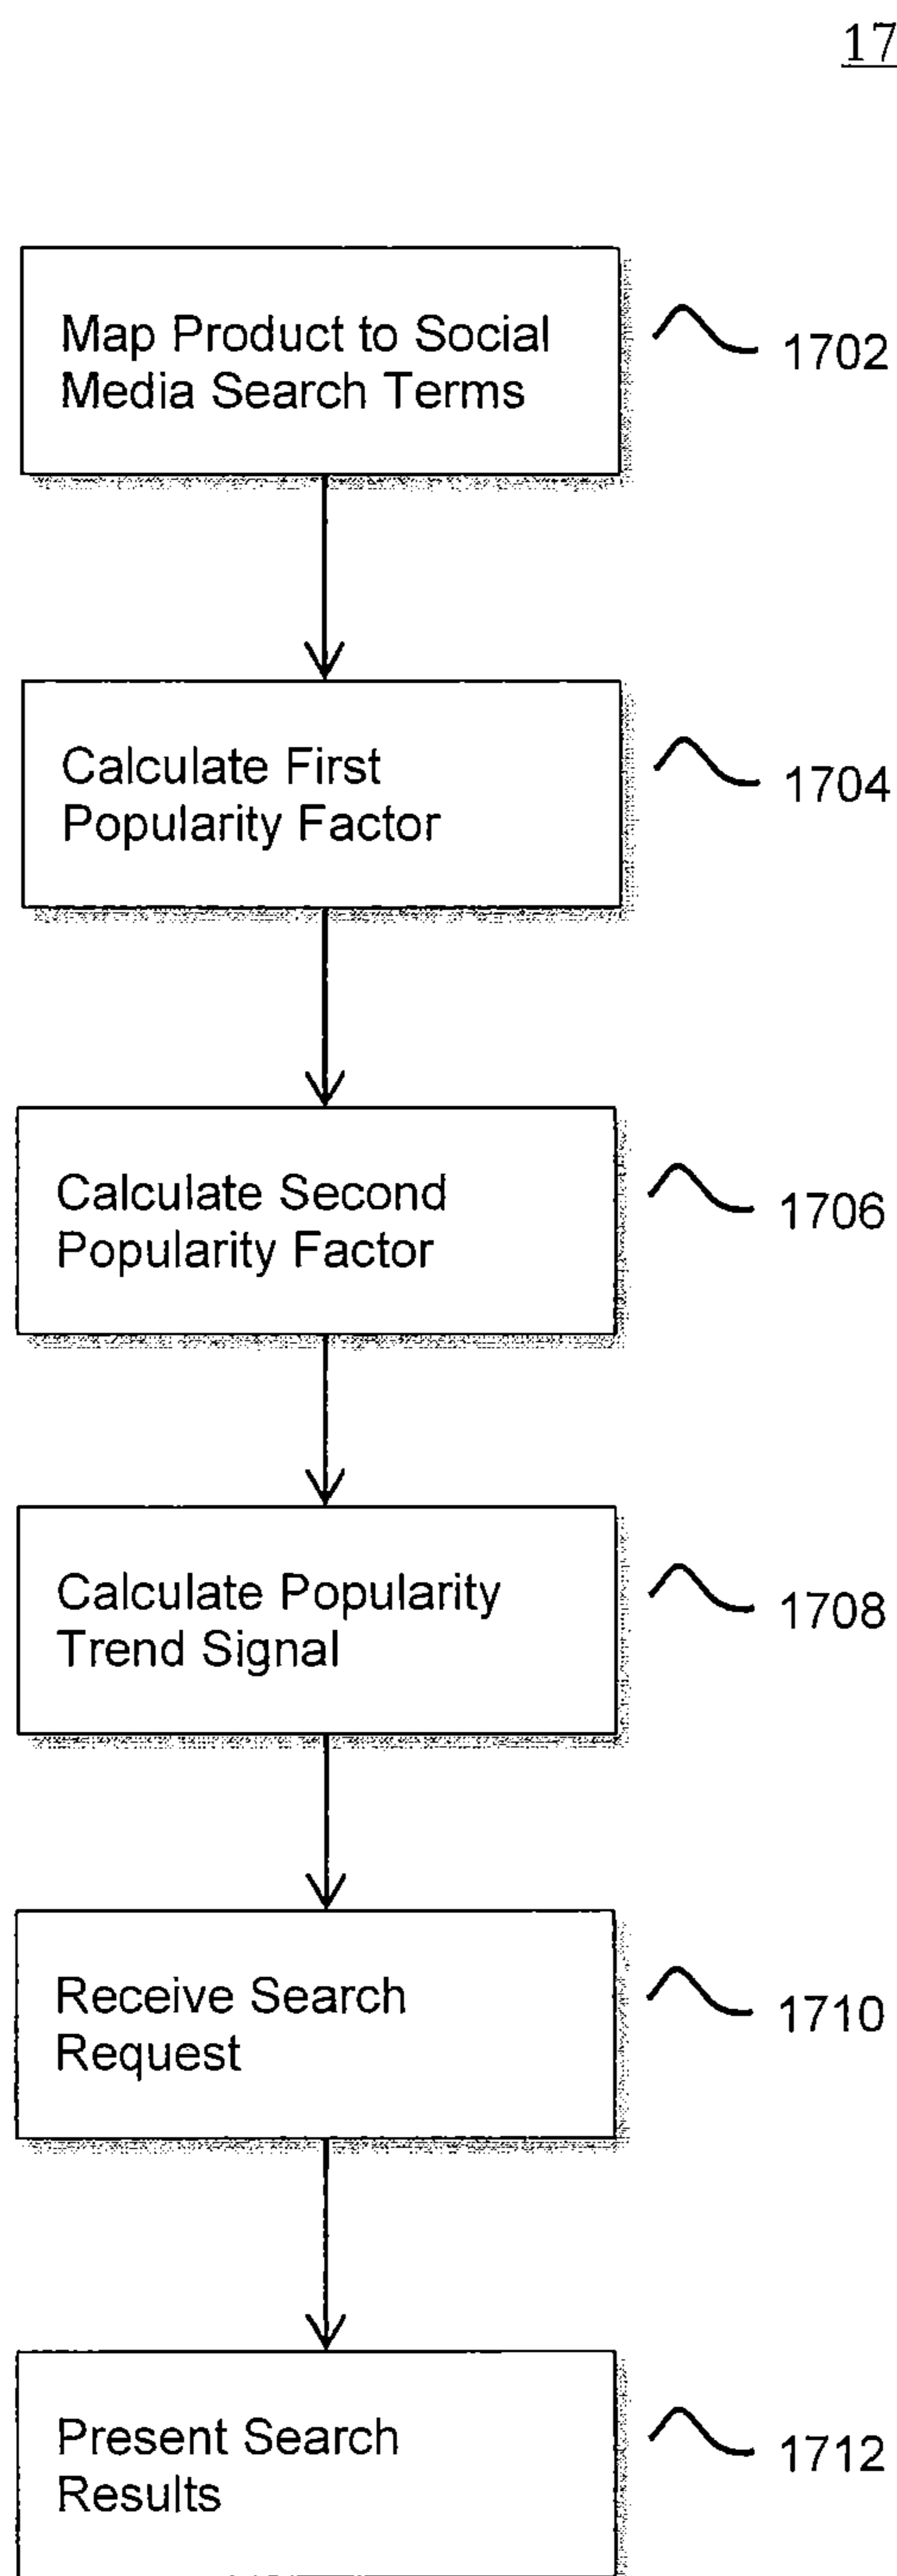 17
Map Product to Social
Media Search Terms
1702
Calculate First
Popularity Factor
1704
Calculate Second
Popularity Factor
1706
Calculate Popularity
Trend Signal
1708
Receive Search
Request
1710
Present Search
Results
1712